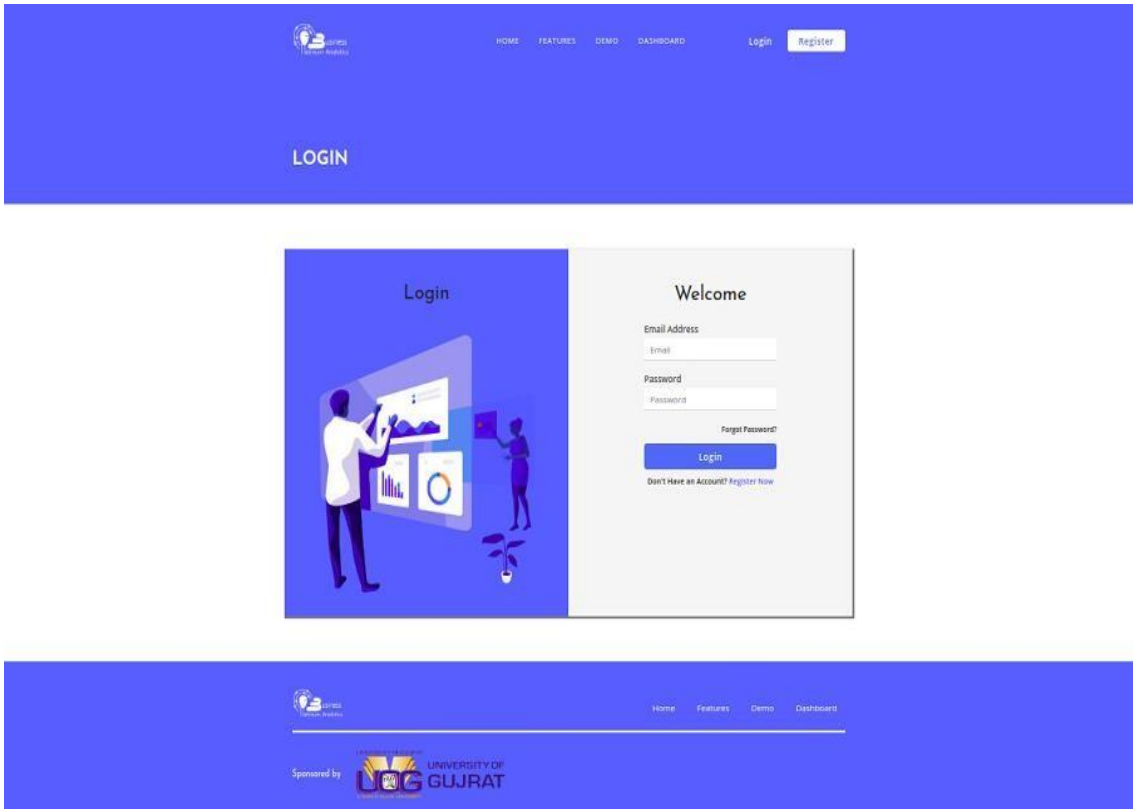 HOME FEATURES DEMO DASHBOARD Login Register
LOGIN
Login
Welcome
Email Address
Email
Password
Password
Forgot Password?
Login
Don't Have an Account? Register Now
Home Features Demo Dashboard
Sponsored by
UOG
UNIVERSITY OF
GUJRAT